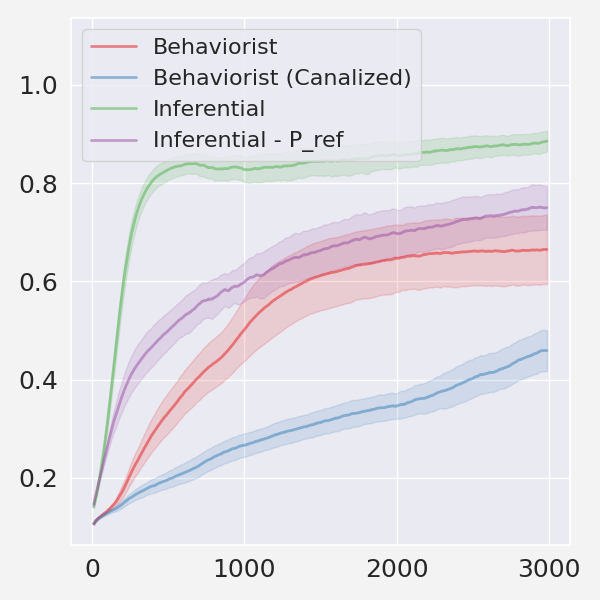 Behaviorist
Behaviorist (Canalized)
Inferential
Inferential - P_ref
1.0
0.8
0.6
0.4
0.2
0 1000 2000 3000